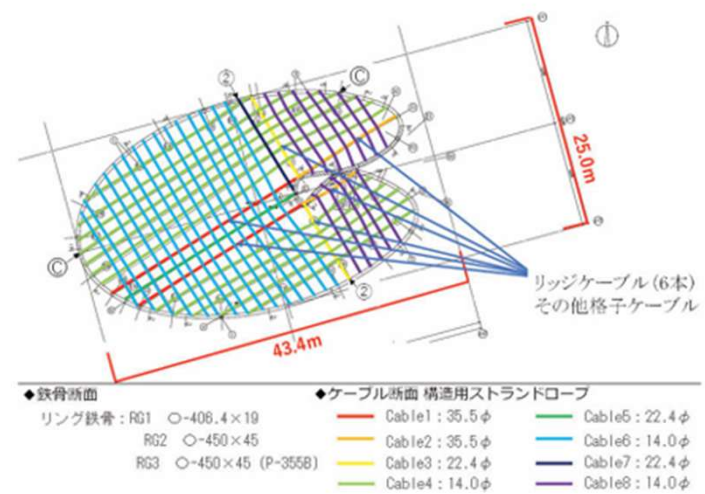 ②
Ⓒ
25.0m
Ⓒ
②
リッジケーブル(6本)
その他格子ケーブル
43.4m
◆鉄骨断面
リング鉄骨：RG1 〇-406.4×19
RG2 〇-450×45
RG3 〇-450×45 (P-355B)
◆ケーブル断面 構造用ストランドロープ
Cable1：35.5φ
Cable2：35.5φ
Cable3：22.4φ
Cable4：14.0φ
Cable5：22.4φ
Cable6：14.0φ
Cable7：22.4φ
Cable8：14.0φ